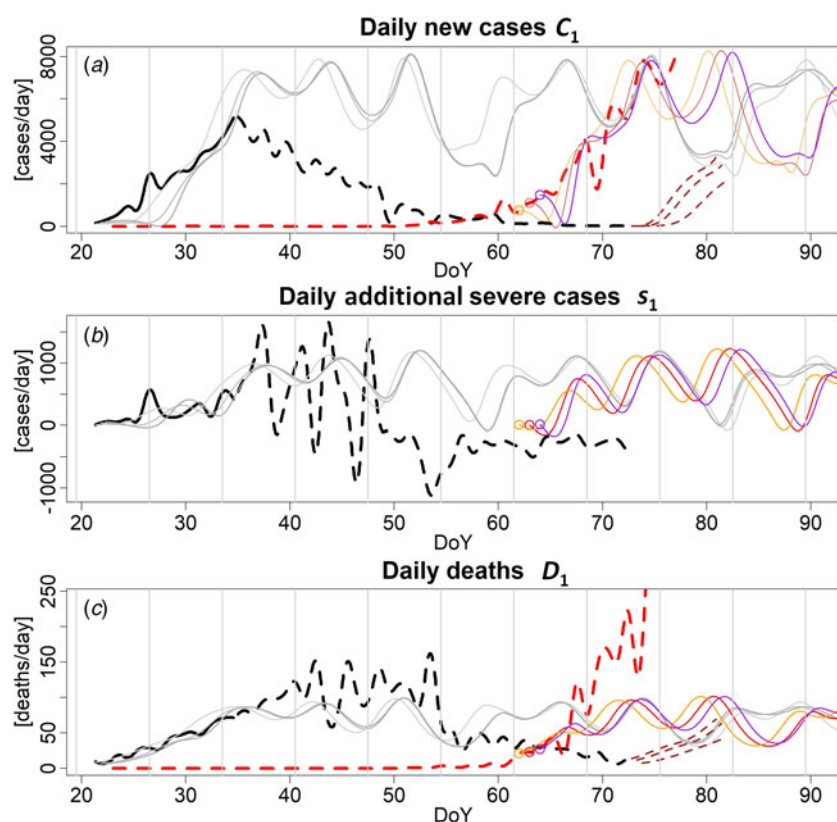 Daily new cases C₁
(a)
[cases/day]
8000
4000
0
20 30 40 50 60 70 80 90
DoY
Daily additional severe cases s₁
(b)
[cases/day]
1000
0
-1000
20 30 40 50 60 70 80 90
DoY
Daily deaths D₁
(c)
[deaths/day]
250
150
50
0
20 30 40 50 60 70 80 90
DoY